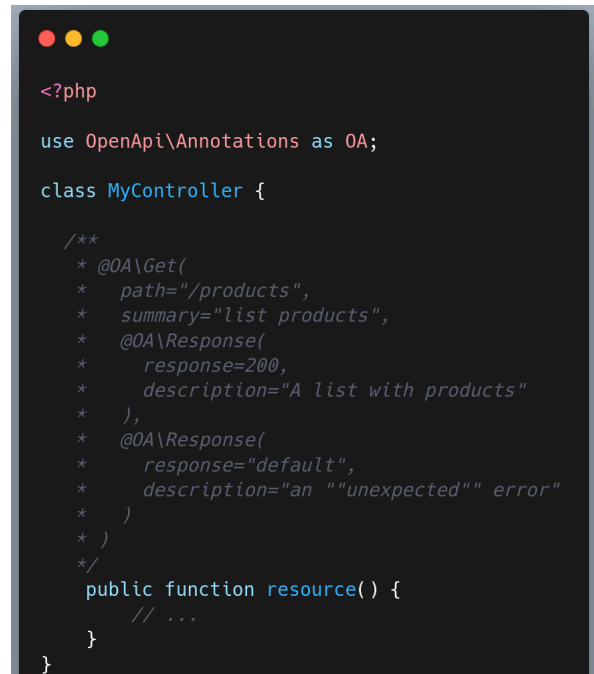 <?php
use OpenApi\Annotations as OA;
class MyController {
/**
* @OA\Get(
*   path="/products",
*   summary="list products",
*   @OA\Response(
*     response=200,
*     description="A list with products"
*   ),
*   @OA\Response(
*     response="default",
*     description="an ""unexpected"" error"
*   )
* )
*/
public function resource() {
// ...
}
}